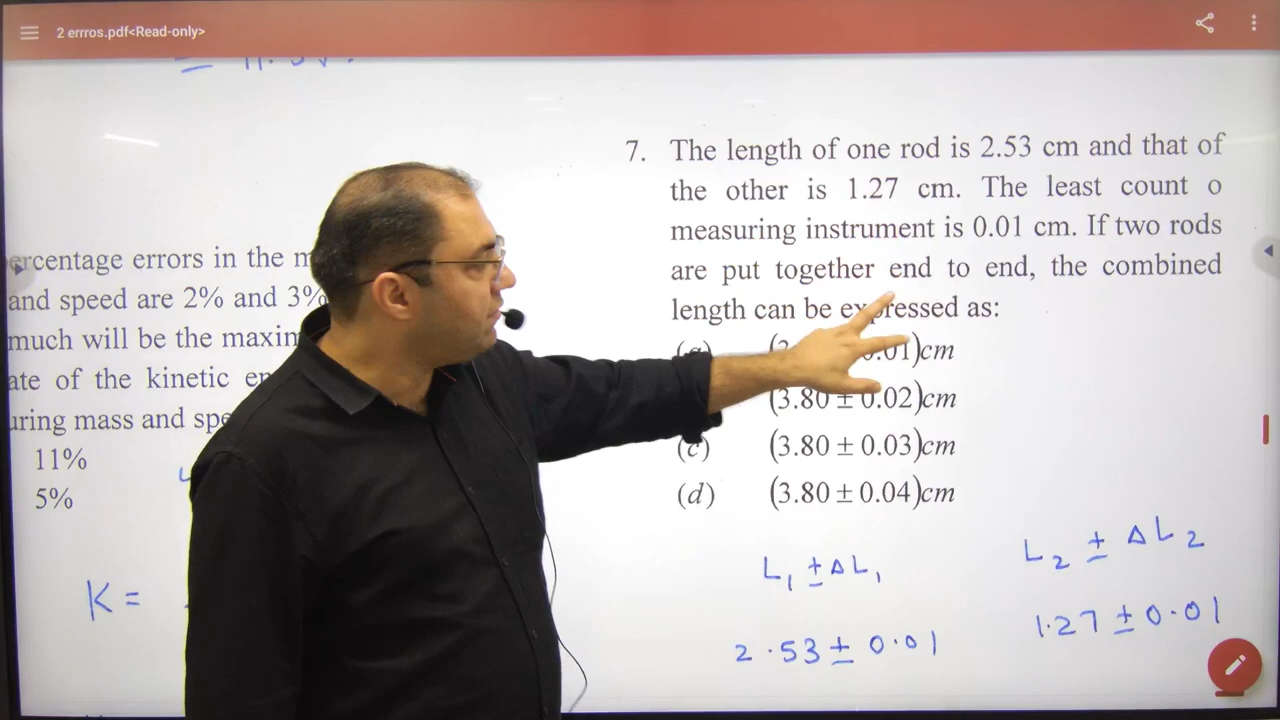 2 errros.pdf<Read-only>
7. The length of one rod is 2.53 cm and that of
the other is 1.27 cm. The least count o
measuring instrument is 0.01 cm. If two rods
are put together end to end, the combined
length can be expressed as:
0.01)cm
(3.80 ± 0.02)cm
(c) (3.80 ± 0.03)cm
(d) (3.80 ± 0.04)cm
L₁ ± ΔL₁
L₂ ± ΔL₂
2.53 ± 0.01
1.27 ± 0.01
ercentage errors in the m
and speed are 2% and 3%
much will be the maxim
ate of the kinetic en
uring mass and spe
11%
5%
K =